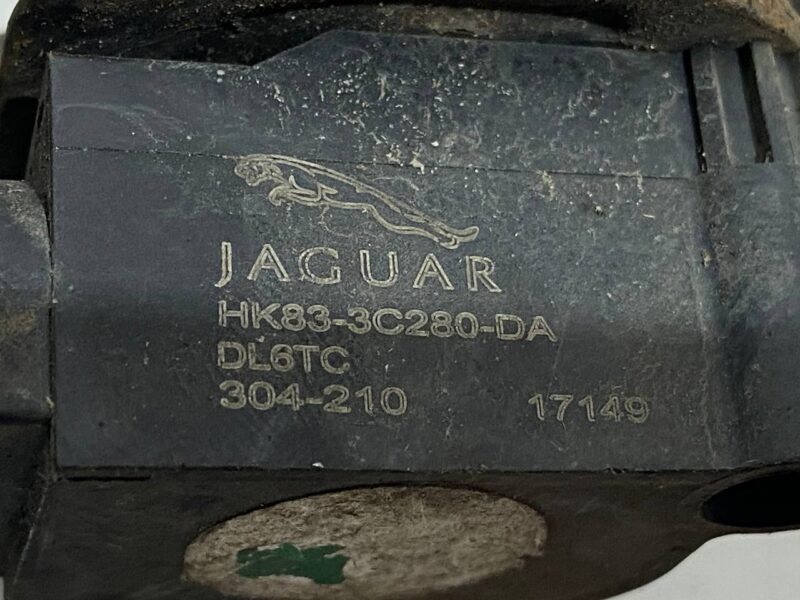 JAGUAR
HK83-3C280-DA
DL6TC
304-210 17149